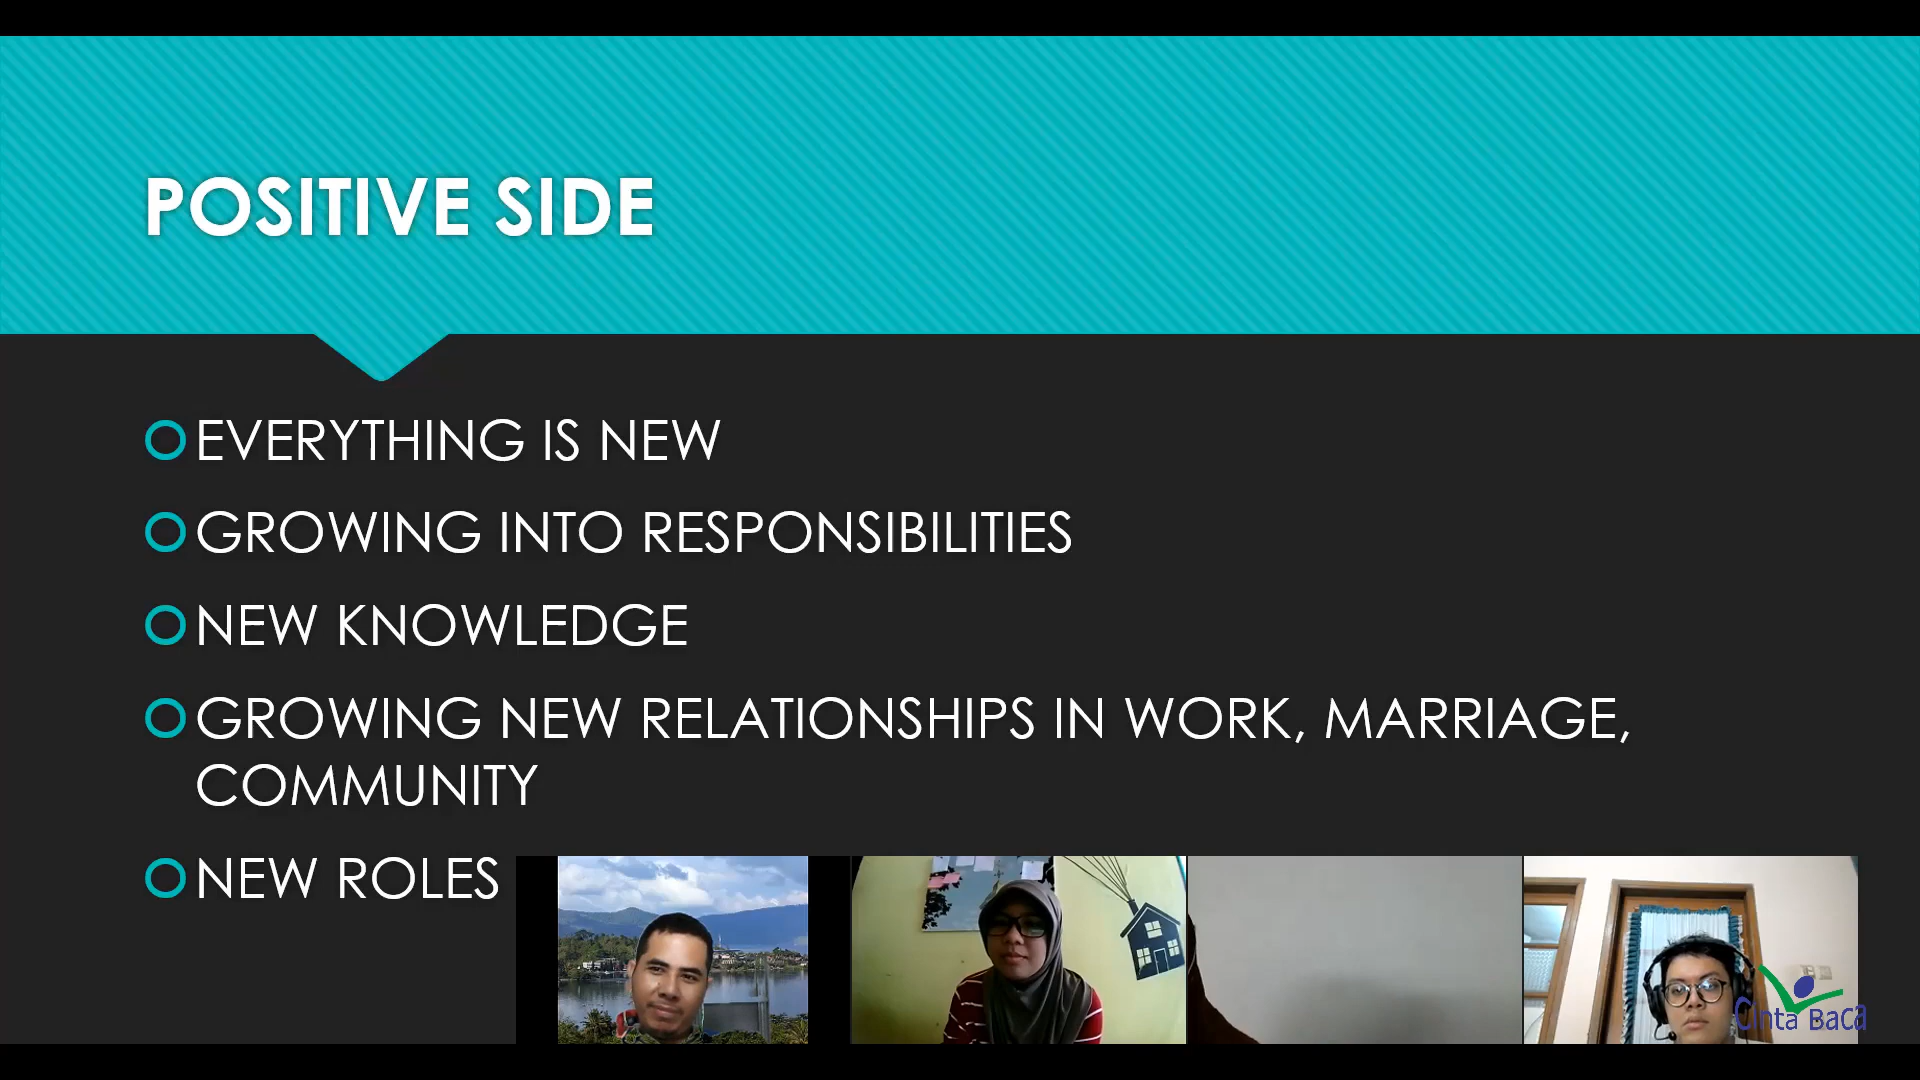 POSITIVE SIDE
EVERYTHING IS NEW
GROWING INTO RESPONSIBILITIES
NEW KNOWLEDGE
GROWING NEW RELATIONSHIPS IN WORK, MARRIAGE,
COMMUNITY
NEW ROLES
Cinta Baca